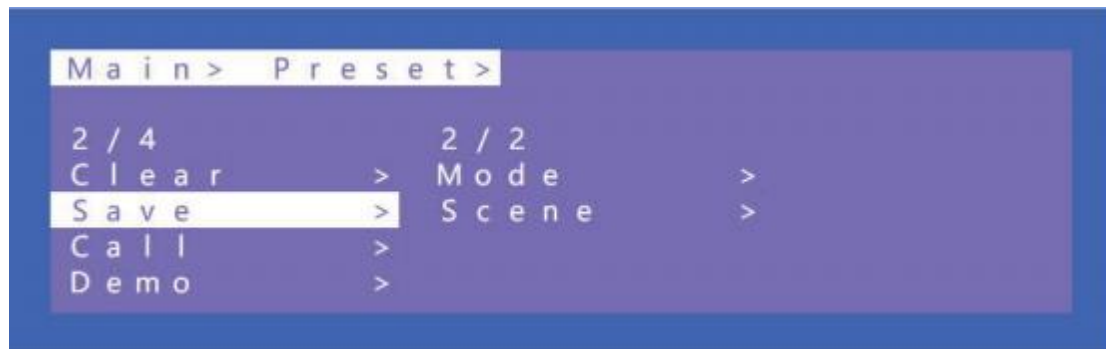 Main> Preset>
2/4 2/2
Clear > Mode >
Save > Scene >
Call >
Demo >